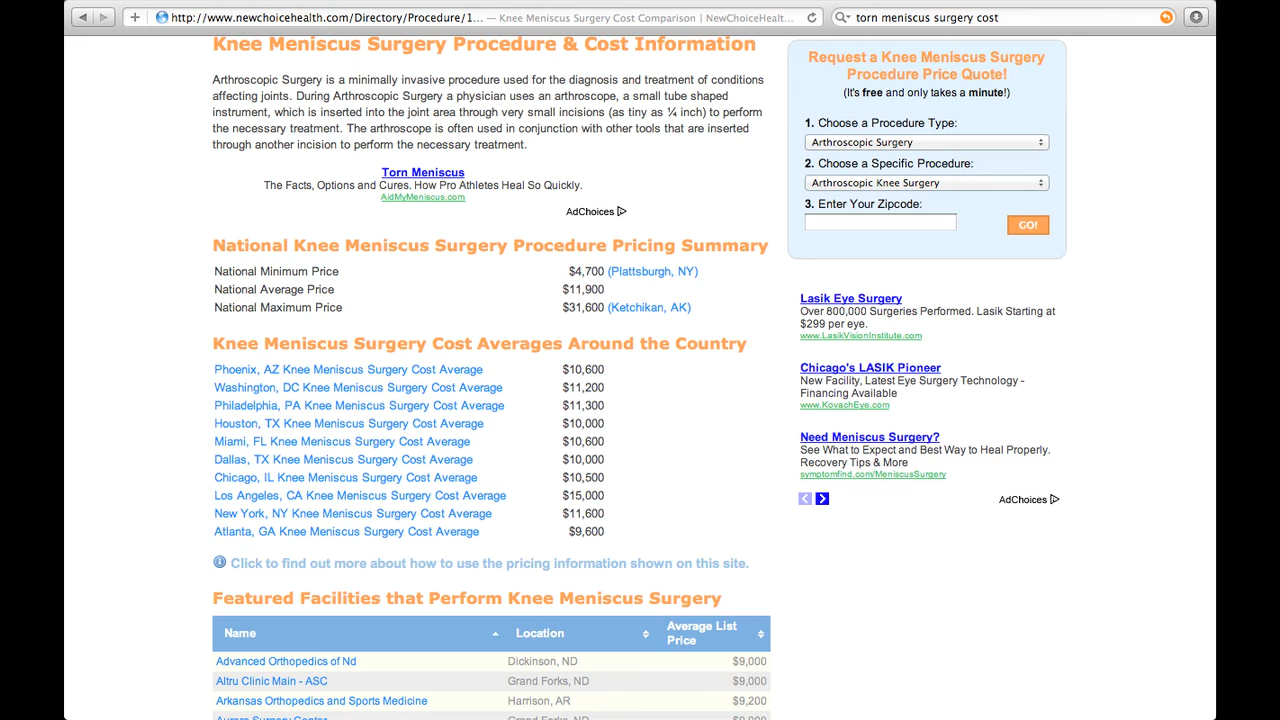 http://www.newchoicehealth.com/Directory/Procedure/1... — Knee Meniscus Surgery Cost Comparison | NewChoiceHealt...
torn meniscus surgery cost
Knee Meniscus Surgery Procedure & Cost Information
Arthroscopic Surgery is a minimally invasive procedure used for the diagnosis and treatment of conditions
affecting joints. During Arthroscopic Surgery a physician uses an arthroscope, a small tube shaped
instrument, which is inserted into the joint area through very small incisions (as tiny as ¼ inch) to perform
the necessary treatment. The arthroscope is often used in conjunction with other tools that are inserted
through another incision to perform the necessary treatment.
Torn Meniscus
The Facts, Options and Cures. How Pro Athletes Heal So Quickly.
AidMyMeniscus.com
AdChoices
National Knee Meniscus Surgery Procedure Pricing Summary
National Minimum Price $4,700 (Plattsburgh, NY)
National Average Price $11,900
National Maximum Price $31,600 (Ketchikan, AK)
Knee Meniscus Surgery Cost Averages Around the Country
Phoenix, AZ Knee Meniscus Surgery Cost Average $10,600
Washington, DC Knee Meniscus Surgery Cost Average $11,200
Philadelphia, PA Knee Meniscus Surgery Cost Average $11,300
Houston, TX Knee Meniscus Surgery Cost Average $10,000
Miami, FL Knee Meniscus Surgery Cost Average $10,600
Dallas, TX Knee Meniscus Surgery Cost Average $10,000
Chicago, IL Knee Meniscus Surgery Cost Average $10,500
Los Angeles, CA Knee Meniscus Surgery Cost Average $15,000
New York, NY Knee Meniscus Surgery Cost Average $11,600
Atlanta, GA Knee Meniscus Surgery Cost Average $9,600
Click to find out more about how to use the pricing information shown on this site.
Featured Facilities that Perform Knee Meniscus Surgery
Name Location Average List Price
Advanced Orthopedics of Nd Dickinson, ND $9,000
Altru Clinic Main - ASC Grand Forks, ND $9,000
Arkansas Orthopedics and Sports Medicine Harrison, AR $9,200
Request a Knee Meniscus Surgery
Procedure Price Quote!
(It's free and only takes a minute!)
1. Choose a Procedure Type:
Arthroscopic Surgery
2. Choose a Specific Procedure:
Arthroscopic Knee Surgery
3. Enter Your Zipcode:
GO!
Lasik Eye Surgery
Over 800,000 Surgeries Performed. Lasik Starting at
$299 per eye.
www.LasikVisionInstitute.com
Chicago's LASIK Pioneer
New Facility, Latest Eye Surgery Technology -
Financing Available
www.KovachEye.com
Need Meniscus Surgery?
See What to Expect and Best Way to Heal Properly.
Recovery Tips & More
symptomfind.com/MeniscusSurgery
AdChoices